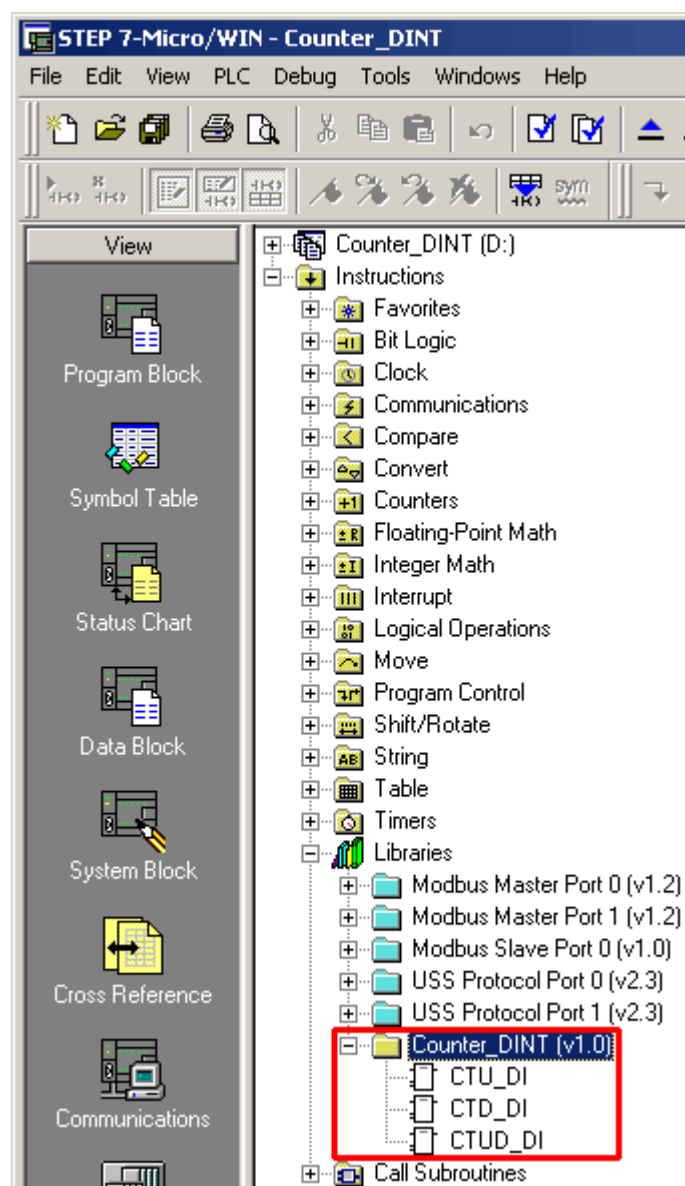 STEP 7-Micro/WIN - Counter_DINT
File Edit View PLC Debug Tools Windows Help
sym
View
Program Block
Symbol Table
Status Chart
Data Block
System Block
Cross Reference
Communications
Counter_DINT (D:)
Instructions
Favorites
Bit Logic
Clock
Communications
Compare
Convert
Counters
Floating-Point Math
Integer Math
Interrupt
Logical Operations
Move
Program Control
Shift/Rotate
String
Table
Timers
Libraries
Modbus Master Port 0 (v1.2)
Modbus Master Port 1 (v1.2)
Modbus Slave Port 0 (v1.0)
USS Protocol Port 0 (v2.3)
USS Protocol Port 1 (v2.3)
Counter_DINT (v1.0)
CTU_DI
CTD_DI
CTUD_DI
Call Subroutines